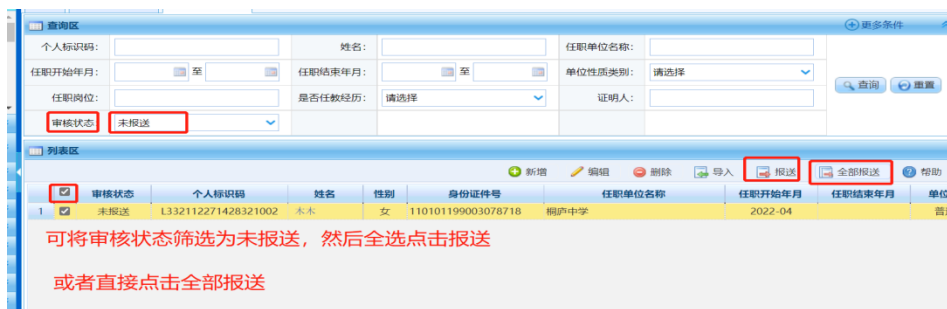 查询区 更多条件
个人标识码: 姓名: 任职单位名称:
任职开始年月: 至 任职结束年月: 至 单位性质类别: 请选择
查询 重置
任职岗位: 是否任教经历: 请选择 证明人:
审核状态 未报送
列表区
新增 编辑 删除 导入 报送 全部报送 帮助
审核状态 个人标识码 姓名 性别 身份证件号 任职单位名称 任职开始年月 任职结束年月 单位
1 未报送 L332112271428321002 木木 女 110101199003078718 桐庐中学 2022-04 普
可将审核状态筛选为未报送，然后全选点击报送
或者直接点击全部报送